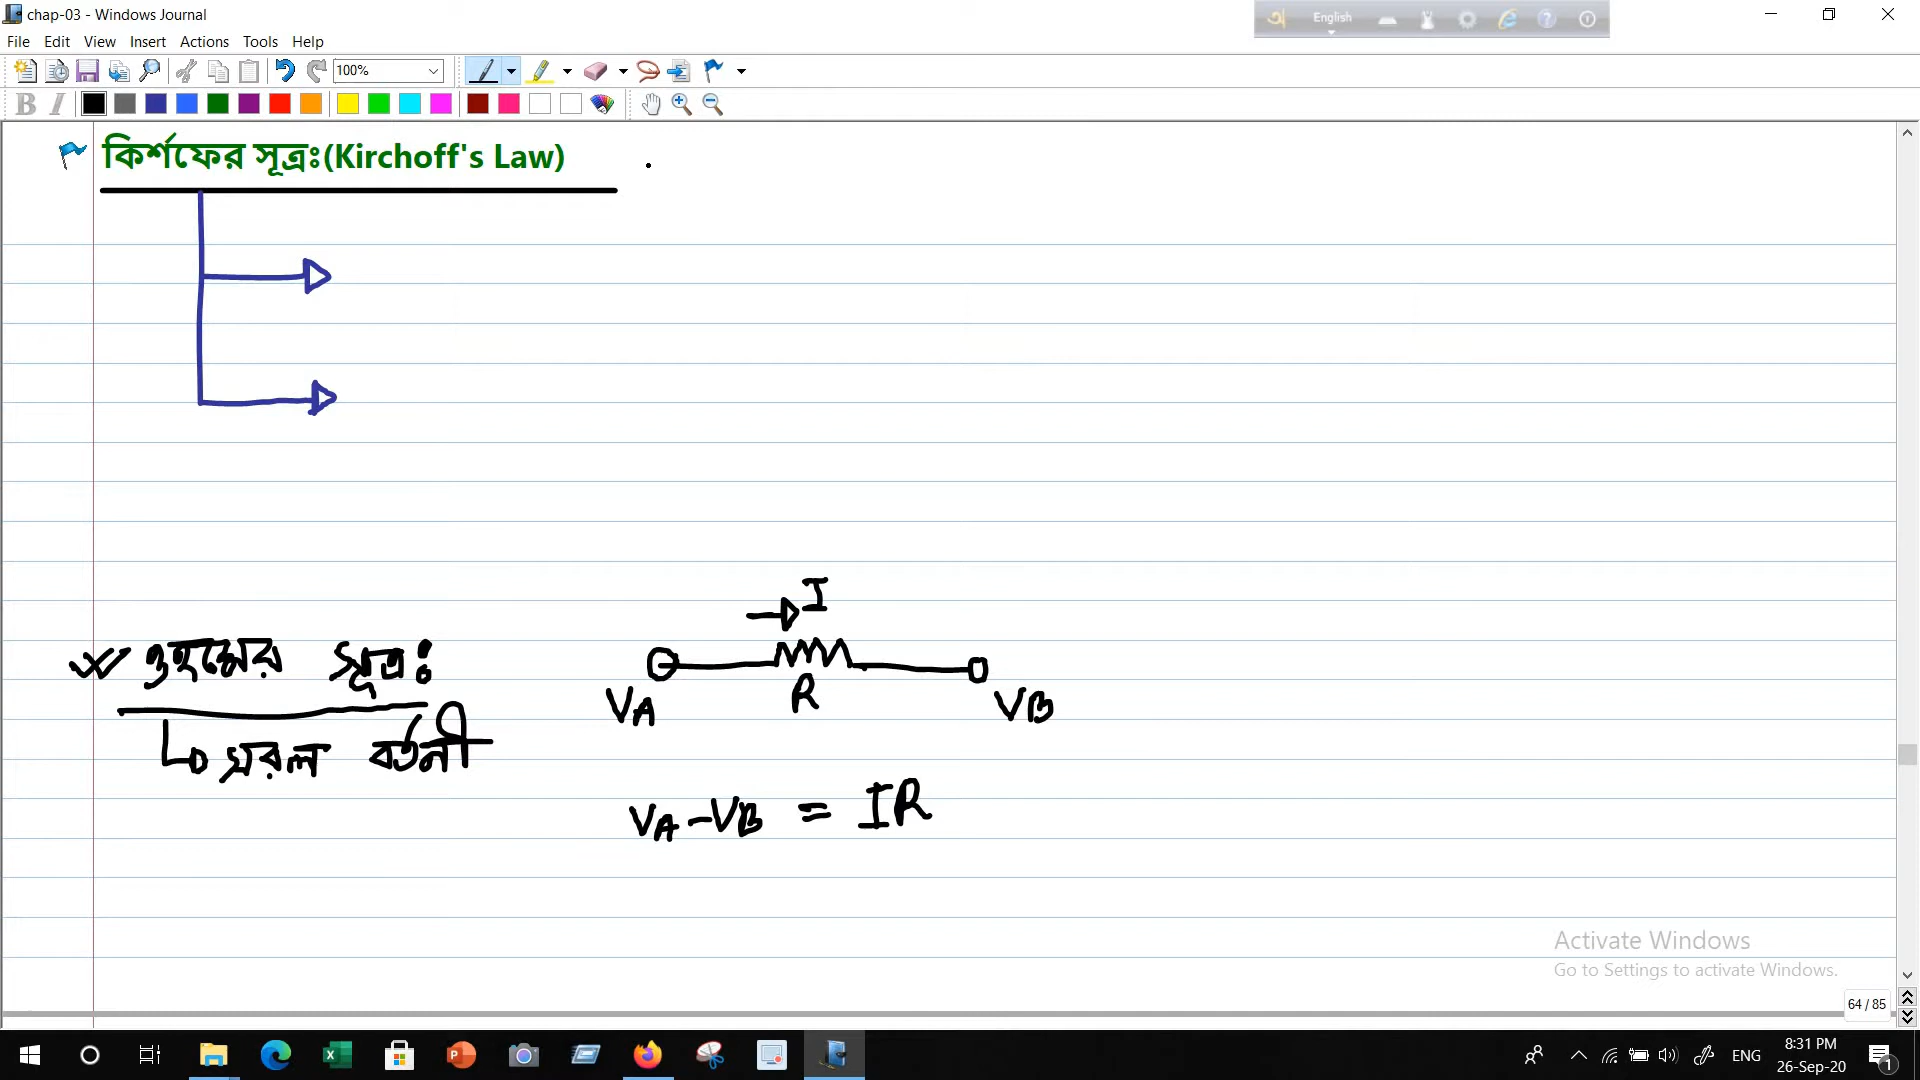 chap-03 - Windows Journal
English
File Edit View Insert Actions Tools Help
100%
B I
কির্শফের সূত্রঃ(Kirchoff's Law)
I
ওহমের সূত্রঃ
R
VA VB
সরল বর্তনী
VA-VB = IR
Activate Windows
Go to Settings to activate Windows.
64 / 85
ENG
8:31 PM
26-Sep-20
1